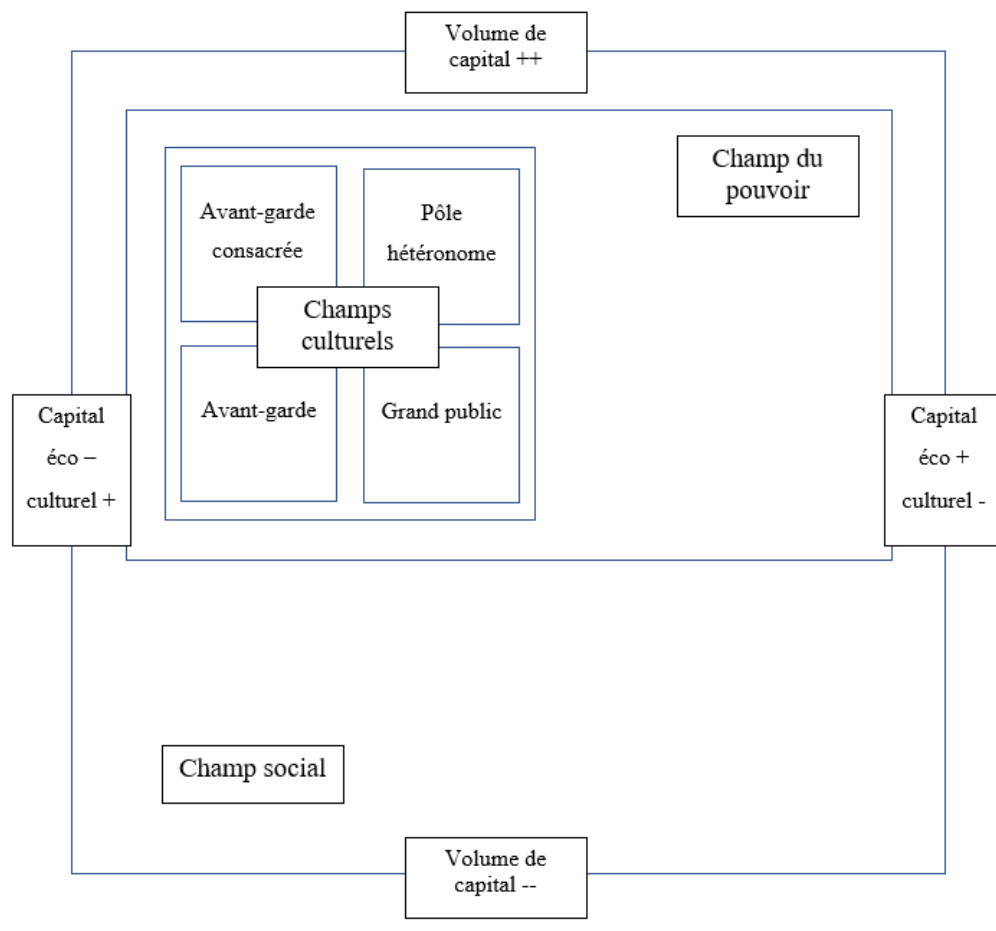 Volume de
capital ++
Champ du
pouvoir
Avant-garde
consacrée
Pôle
hétéronome
Champs
culturels
Avant-garde
Grand public
Capital
éco –
culturel +
Capital
éco +
culturel -
Champ social
Volume de
capital --